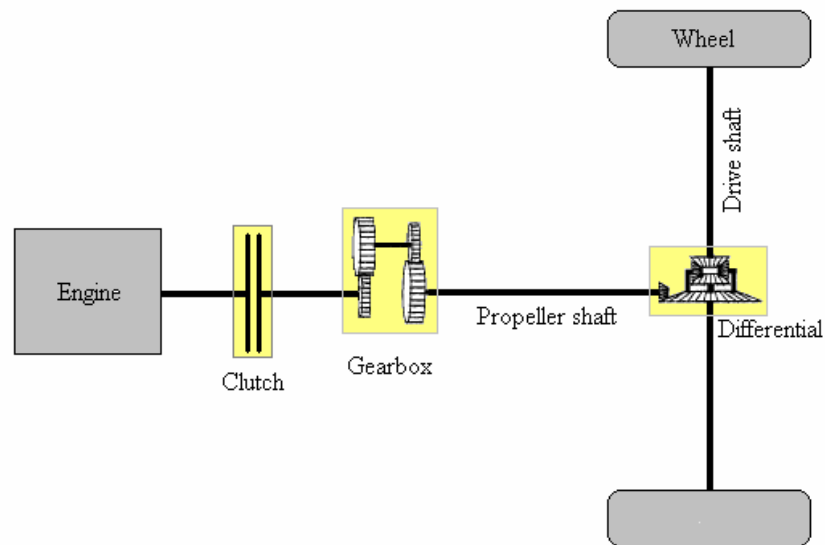 Wheel
Drive shaft
Engine
Clutch
Gearbox
Propeller shaft
Differential